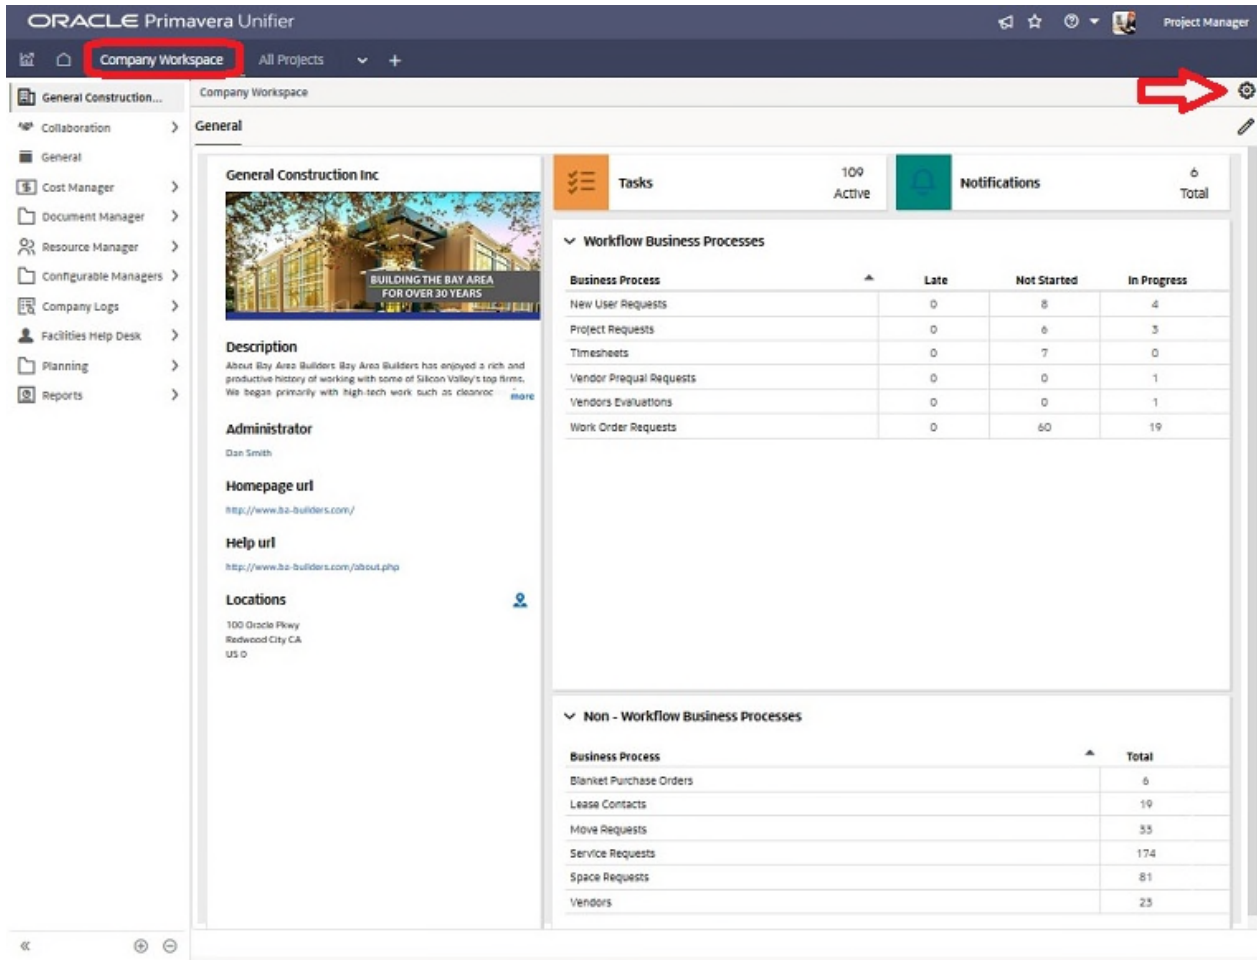 ORACLE Primavera Unifier
Project Manager
Company Workspace All Projects
General Construction...
Collaboration
General
Cost Manager
Document Manager
Resource Manager
Configurable Managers
Company Logs
Facilities Help Desk
Planning
Reports
Company Workspace
General
General Construction Inc
BUILDING THE BAY AREA
FOR OVER 30 YEARS
Description
About Bay Area Builders Bay Area Builders has enjoyed a rich and
productive history of working with some of Silicon Valley's top firms.
We began primarily with high-tech work such as cleanroc more
Administrator
Dan Smith
Homepage url
http://www.ba-builders.com/
Help url
http://www.ba-builders.com/about.php
Locations
100 Oracle Pkwy
Redwood City CA
US 0
Tasks 109 Active
Notifications 6 Total
Workflow Business Processes
Business Process Late Not Started In Progress
New User Requests 0 8 4
Project Requests 0 6 3
Timesheets 0 7 0
Vendor Prequal Requests 0 0 1
Vendors Evaluations 0 0 1
Work Order Requests 0 60 19
Non - Workflow Business Processes
Business Process Total
Blanket Purchase Orders 6
Lease Contacts 19
Move Requests 33
Service Requests 174
Space Requests 81
Vendors 23